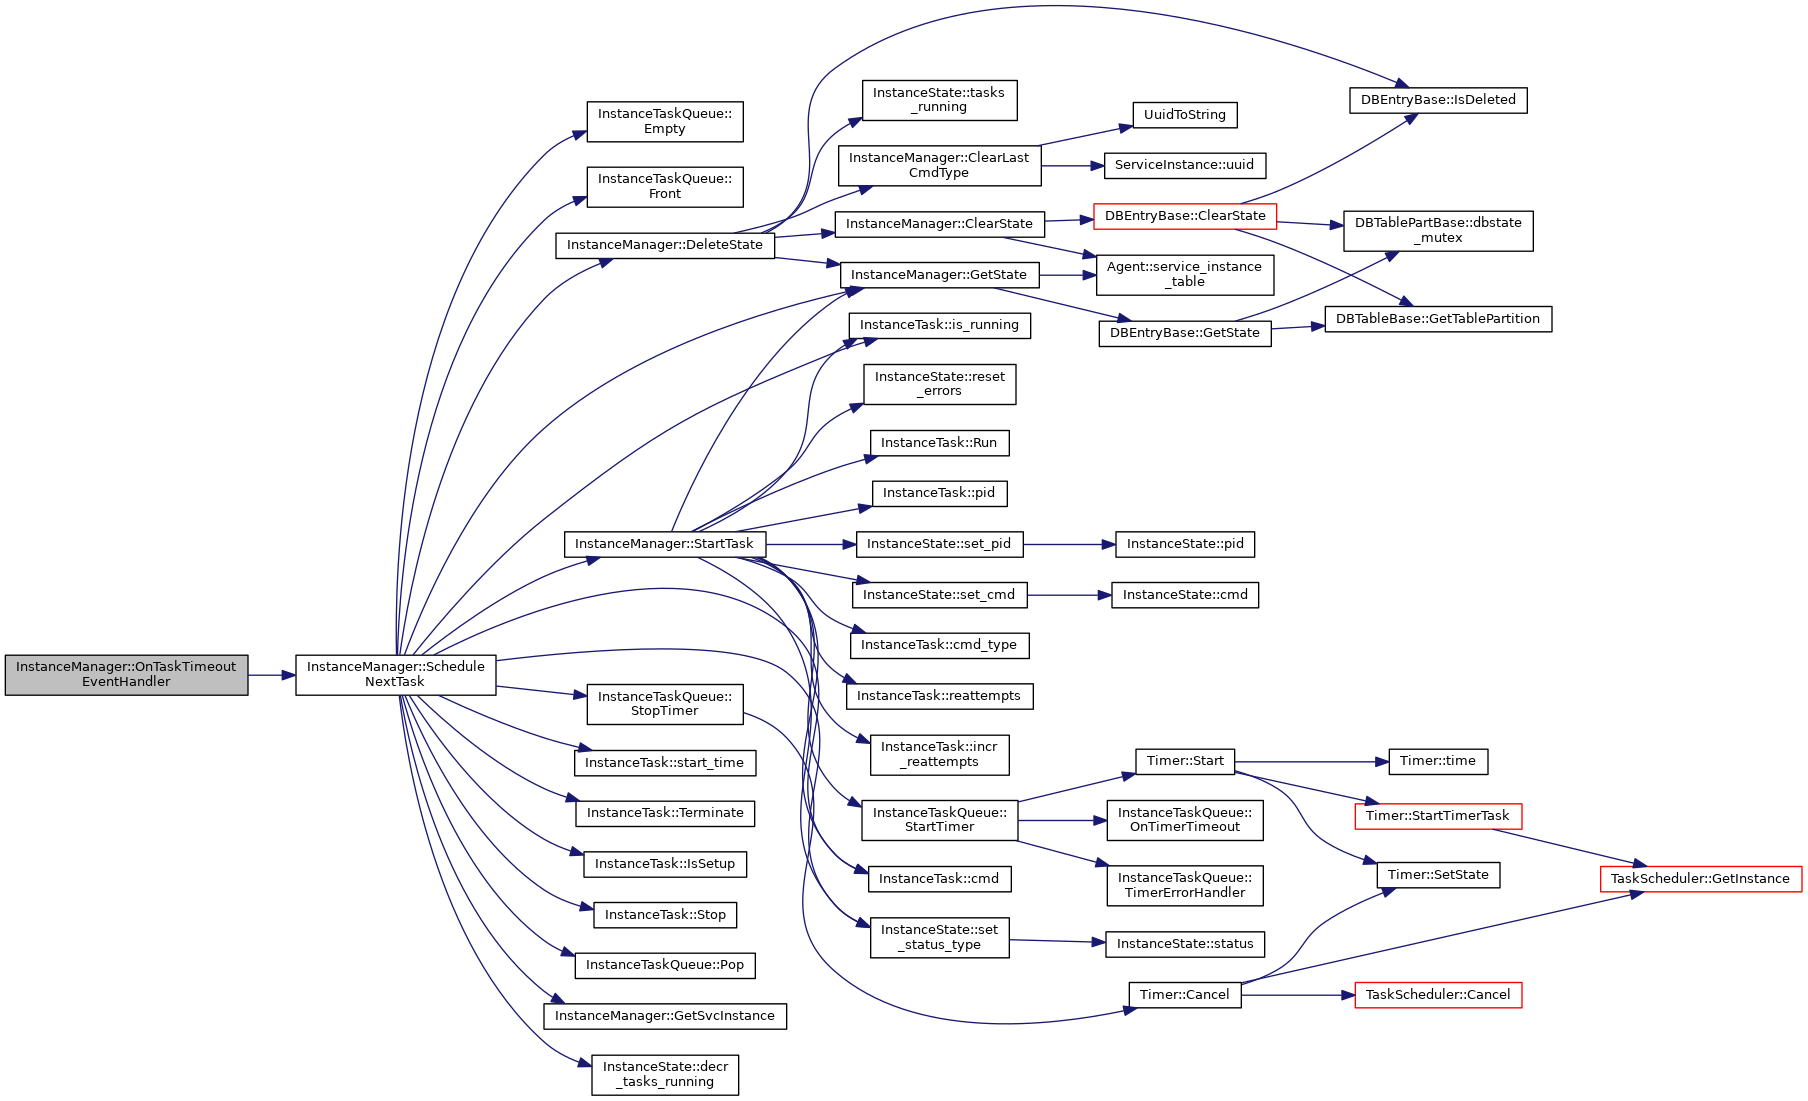 InstanceManager::OnTaskTimeout
EventHandler
InstanceManager::Schedule
NextTask
InstanceTaskQueue::
Empty
InstanceTaskQueue::
Front
InstanceManager::DeleteState
InstanceManager::StartTask
InstanceTaskQueue::
StopTimer
InstanceTask::start_time
InstanceTask::Terminate
InstanceTask::IsSetup
InstanceTask::Stop
InstanceTaskQueue::Pop
InstanceManager::GetSvcInstance
InstanceState::decr
_tasks_running
InstanceState::tasks
_running
InstanceManager::ClearLast
CmdType
InstanceManager::ClearState
InstanceManager::GetState
InstanceTask::is_running
InstanceState::reset
_errors
InstanceTask::Run
InstanceTask::pid
InstanceState::set_pid
InstanceState::set_cmd
InstanceTask::cmd_type
InstanceTask::reattempts
InstanceTask::incr
_reattempts
InstanceTaskQueue::
StartTimer
InstanceTask::cmd
InstanceState::set
_status_type
UuidToString
ServiceInstance::uuid
DBEntryBase::ClearState
Agent::service_instance
_table
DBEntryBase::GetState
InstanceState::pid
InstanceState::cmd
Timer::Start
InstanceTaskQueue::
OnTimerTimeout
InstanceTaskQueue::
TimerErrorHandler
InstanceState::status
Timer::Cancel
DBEntryBase::IsDeleted
DBTablePartBase::dbstate
_mutex
DBTableBase::GetTablePartition
Timer::time
Timer::StartTimerTask
Timer::SetState
TaskScheduler::Cancel
TaskScheduler::GetInstance